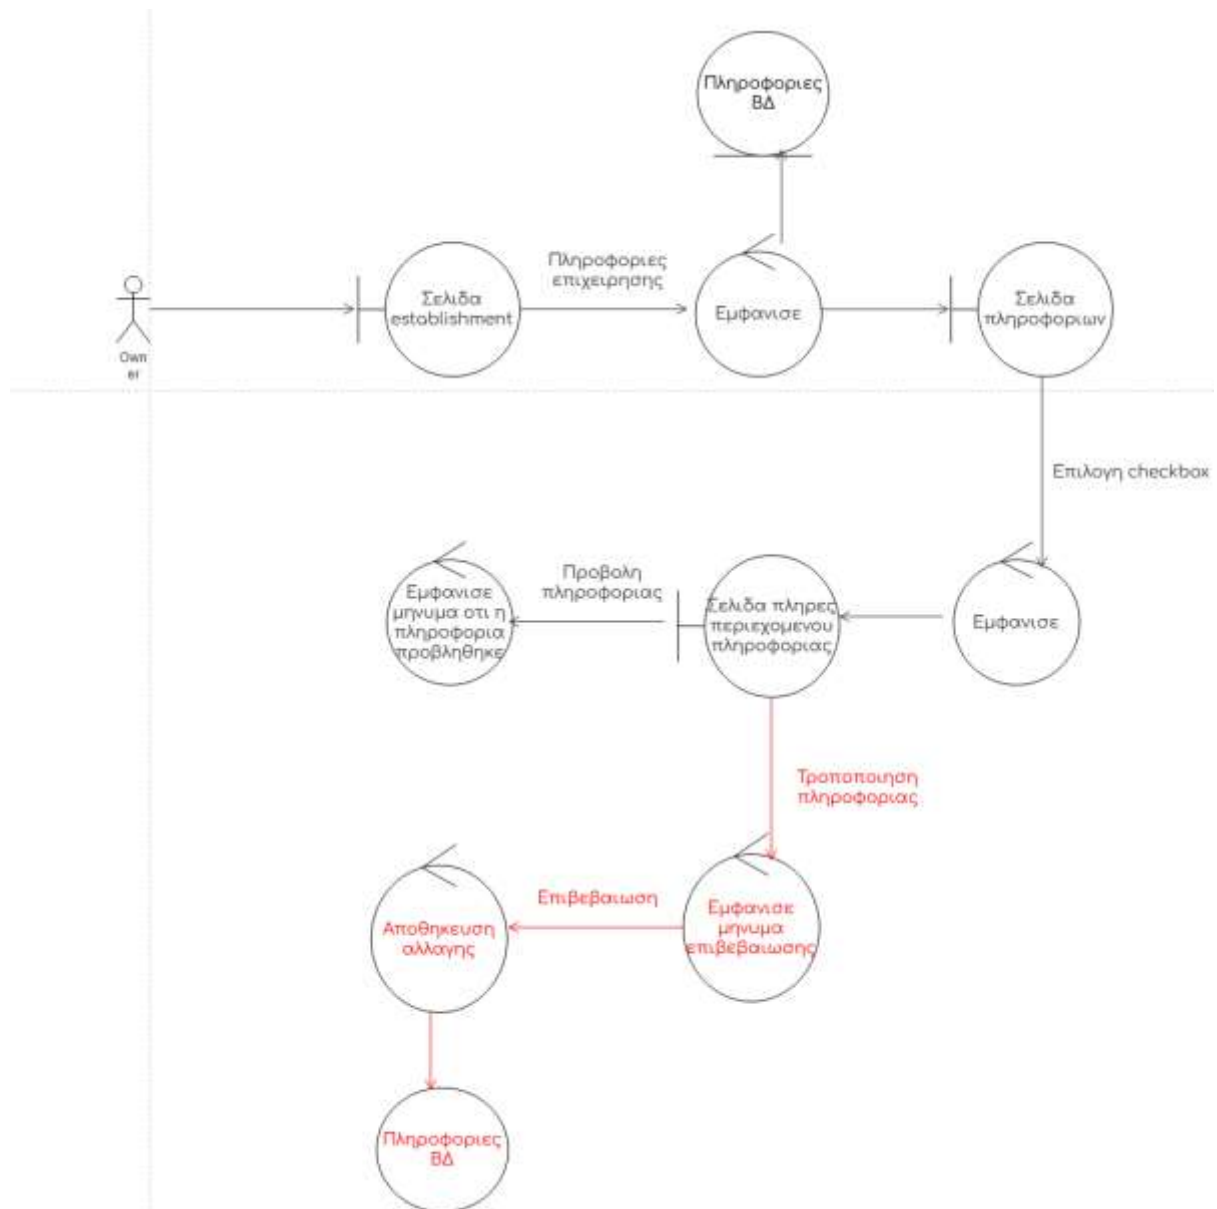 Πληροφοριες
ΒΔ
Πληροφοριες
επιχειρησης
Σελιδα
establishment
Εμφανισε
Σελιδα
πληροφοριων
Own
er
Επιλογη checkbox
Εμφανισε
μηνυμα οτι η
πληροφορια
προβληθηκε
Προβολη
πληροφοριας
Σελιδα πληρες
περιεχομενου
πληροφοριας
Εμφανισε
Τροποποιηση
πληροφοριας
Αποθηκευση
αλλαγης
Επιβεβαιωση
Εμφανισε
μηνυμα
επιβεβαιωσης
Πληροφοριες
ΒΔ